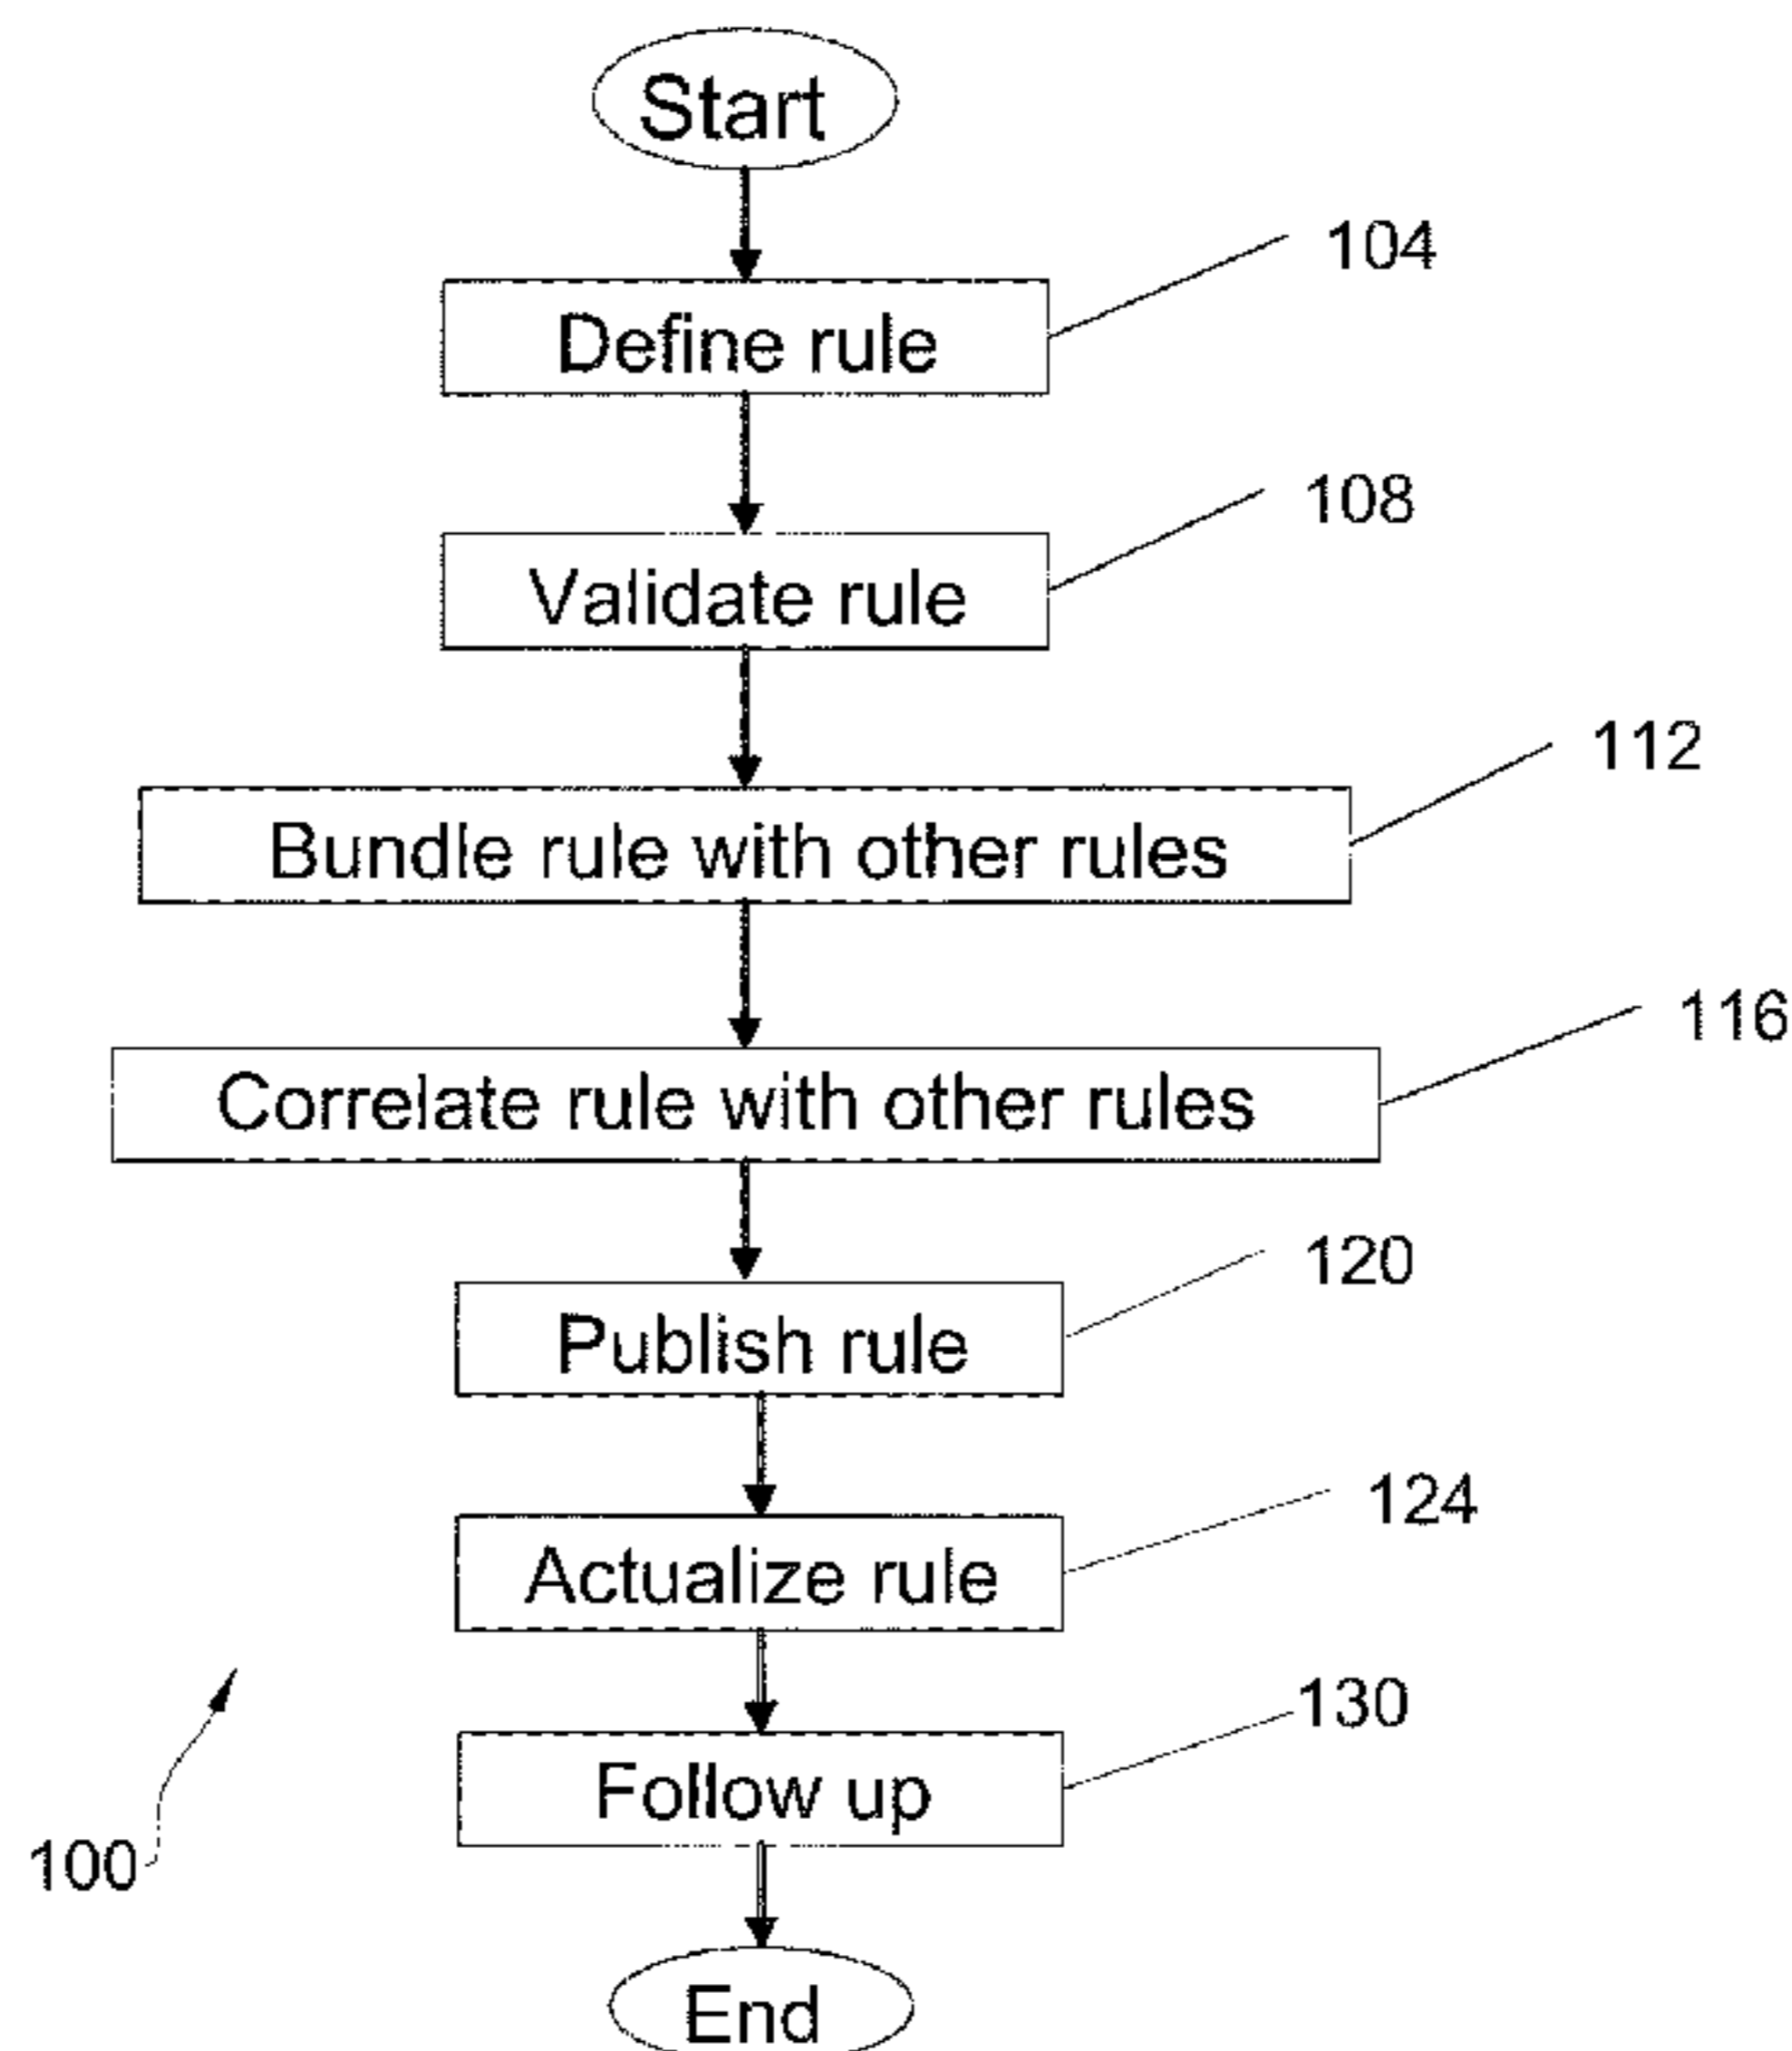 Start
104
Define rule
108
Validate rule
112
Bundle rule with other rules
116
Correlate rule with other rules
120
Publish rule
124
Actualize rule
130
Follow up
100
End